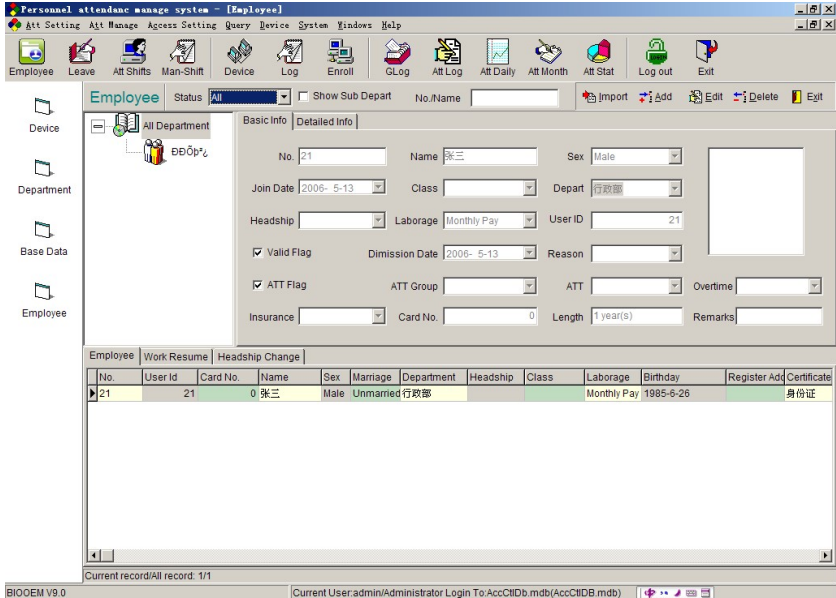 Personnel attendanc manage system - [Employee]
Att Setting Att Manage Access Setting Query Device System Windows Help
Employee Leave Att Shifts Man-Shift Device Log Enroll GLog Att Log Att Daily Att Month Att Stat Log out Exit
Employee Status All Show Sub Depart No./Name Import Add Edit Delete Exit
Device
Department
Base Data
Employee
All Department
ÐÐÕþ²¿
Basic Info Detailed Info
No. 21 Name 张三 Sex Male
Join Date 2006- 5-13 Class Depart 行政部
Headship Laborage Monthly Pay User ID 21
Valid Flag Dimission Date 2006- 5-13 Reason
ATT Flag ATT Group ATT Overtime
Insurance Card No. 0 Length 1 year(s) Remarks
Employee Work Resume Headship Change
No. User Id Card No. Name Sex Marriage Department Headship Class Laborage Birthday Register Add Certificate
21 21 0 张三 Male Unmarried 行政部 Monthly Pay 1985-6-26 身份证
Current record/All record: 1/1
BIOOEM V9.0 Current User:admin/Administrator Login To:AccCtlDb.mdb(AccCtlDB.mdb) 中